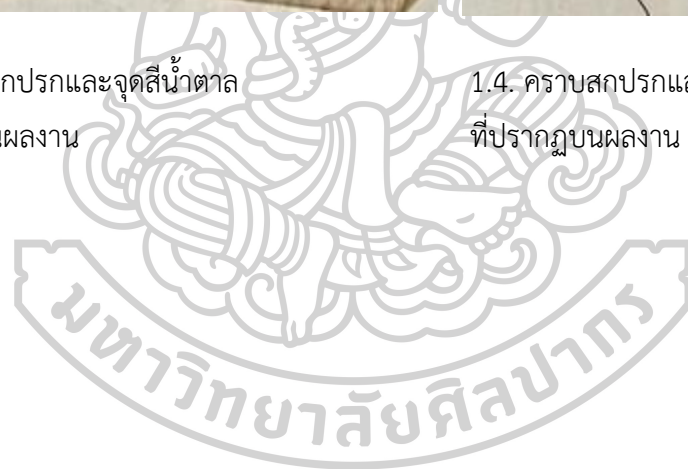 กปรกและจุดสีน้ำตาล
ผลงาน
1.4. คราบสกปรกและ
ที่ปรากฏบนผลงาน
มหาวิทยาลัยศิลปากร